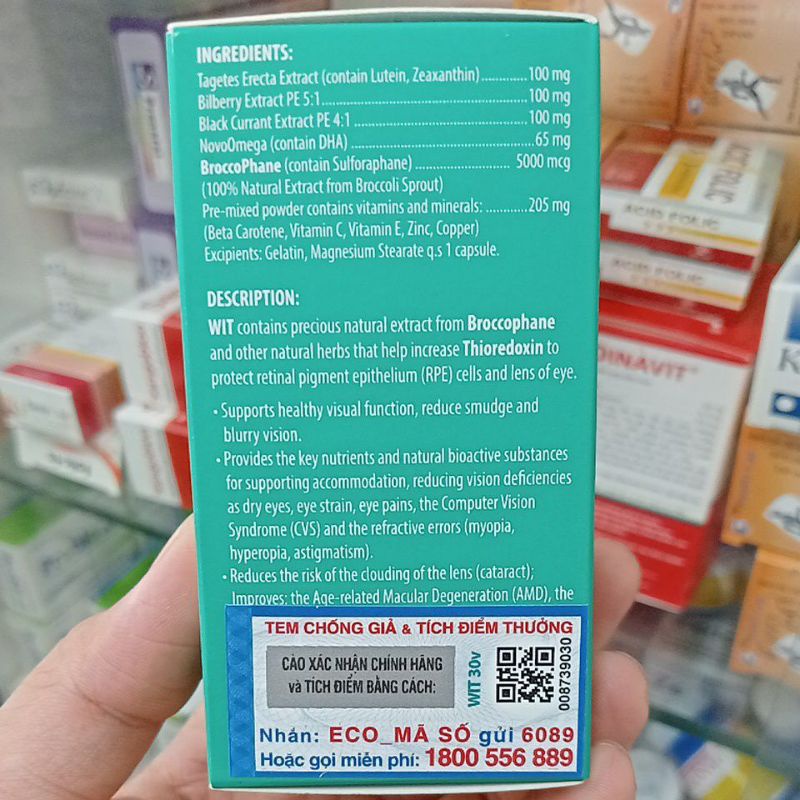 INGREDIENTS:
Tagetes Erecta Extract (contain Lutein, Zeaxanthin).............100 mg
Bilberry Extract PE 5:1................................................100 mg
Black Currant Extract PE 4:1.........................................100 mg
NovoOmega (contain DHA)..........................................65 mg
BroccoPhane (contain Sulforaphane)........................... 5000 mcg
(100% Natural Extract from Broccoli Sprout)
Pre-mixed powder contains vitamins and minerals:............205 mg
(Beta Carotene, Vitamin C, Vitamin E, Zinc, Copper)
Excipients: Gelatin, Magnesium Stearate q.s 1 capsule.
DESCRIPTION:
WIT contains precious natural extract from Broccophane
and other natural herbs that help increase Thioredoxin to
protect retinal pigment epithelium (RPE) cells and lens of eye.
• Supports healthy visual function, reduce smudge and
blurry vision.
• Provides the key nutrients and natural bioactive substances
for supporting accommodation, reducing vision deficiencies
as dry eyes, eye strain, eye pains, the Computer Vision
Syndrome (CVS) and the refractive errors (myopia,
hyperopia, astigmatism).
• Reduces the risk of the clouding of the lens (cataract);
Improves: the Age-related Macular Degeneration (AMD), the
TEM CHỐNG GIẢ & TÍCH ĐIỂM THƯỞNG
CÀO XÁC NHẬN CHÍNH HÃNG
và TÍCH ĐIỂM BẰNG CÁCH:
WIT 30v
008739030
Nhắn: ECO_MÃ SỐ gửi 6089
Hoặc gọi miễn phí: 1800 556 889
ACID FOLIC
ACID FOLIC
DINAVIT